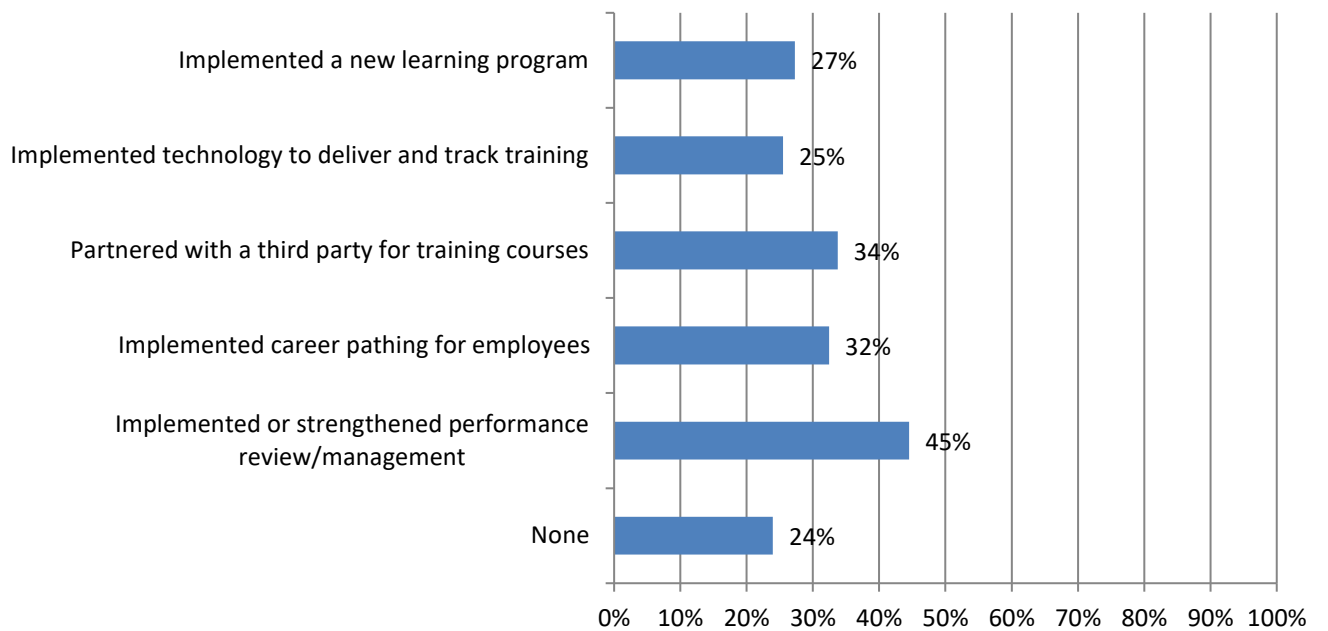 Implemented a new learning program
27%
Implemented technology to deliver and track training
25%
Partnered with a third party for training courses
34%
Implemented career pathing for employees
32%
Implemented or strengthened performance
review/management
45%
None
24%
0% 10% 20% 30% 40% 50% 60% 70% 80% 90% 100%